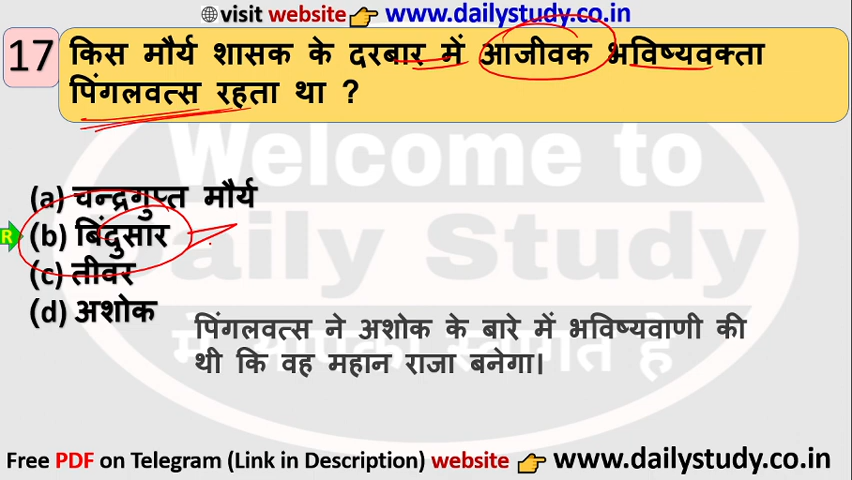 visit website 👉 www.dailystudy.co.in
17
किस मौर्य शासक के दरबार में आजीवक भविष्यवक्ता
पिंगलवत्स रहता था ?
Welcome to
Daily Study
में आपका स्वागत है
(a) चन्द्रगुप्त मौर्य
R
(b) बिंदुसार
(c) तीवर
(d) अशोक
पिंगलवत्स ने अशोक के बारे में भविष्यवाणी की
थी कि वह महान राजा बनेगा।
Free PDF on Telegram (Link in Description) website 👉 www.dailystudy.co.in